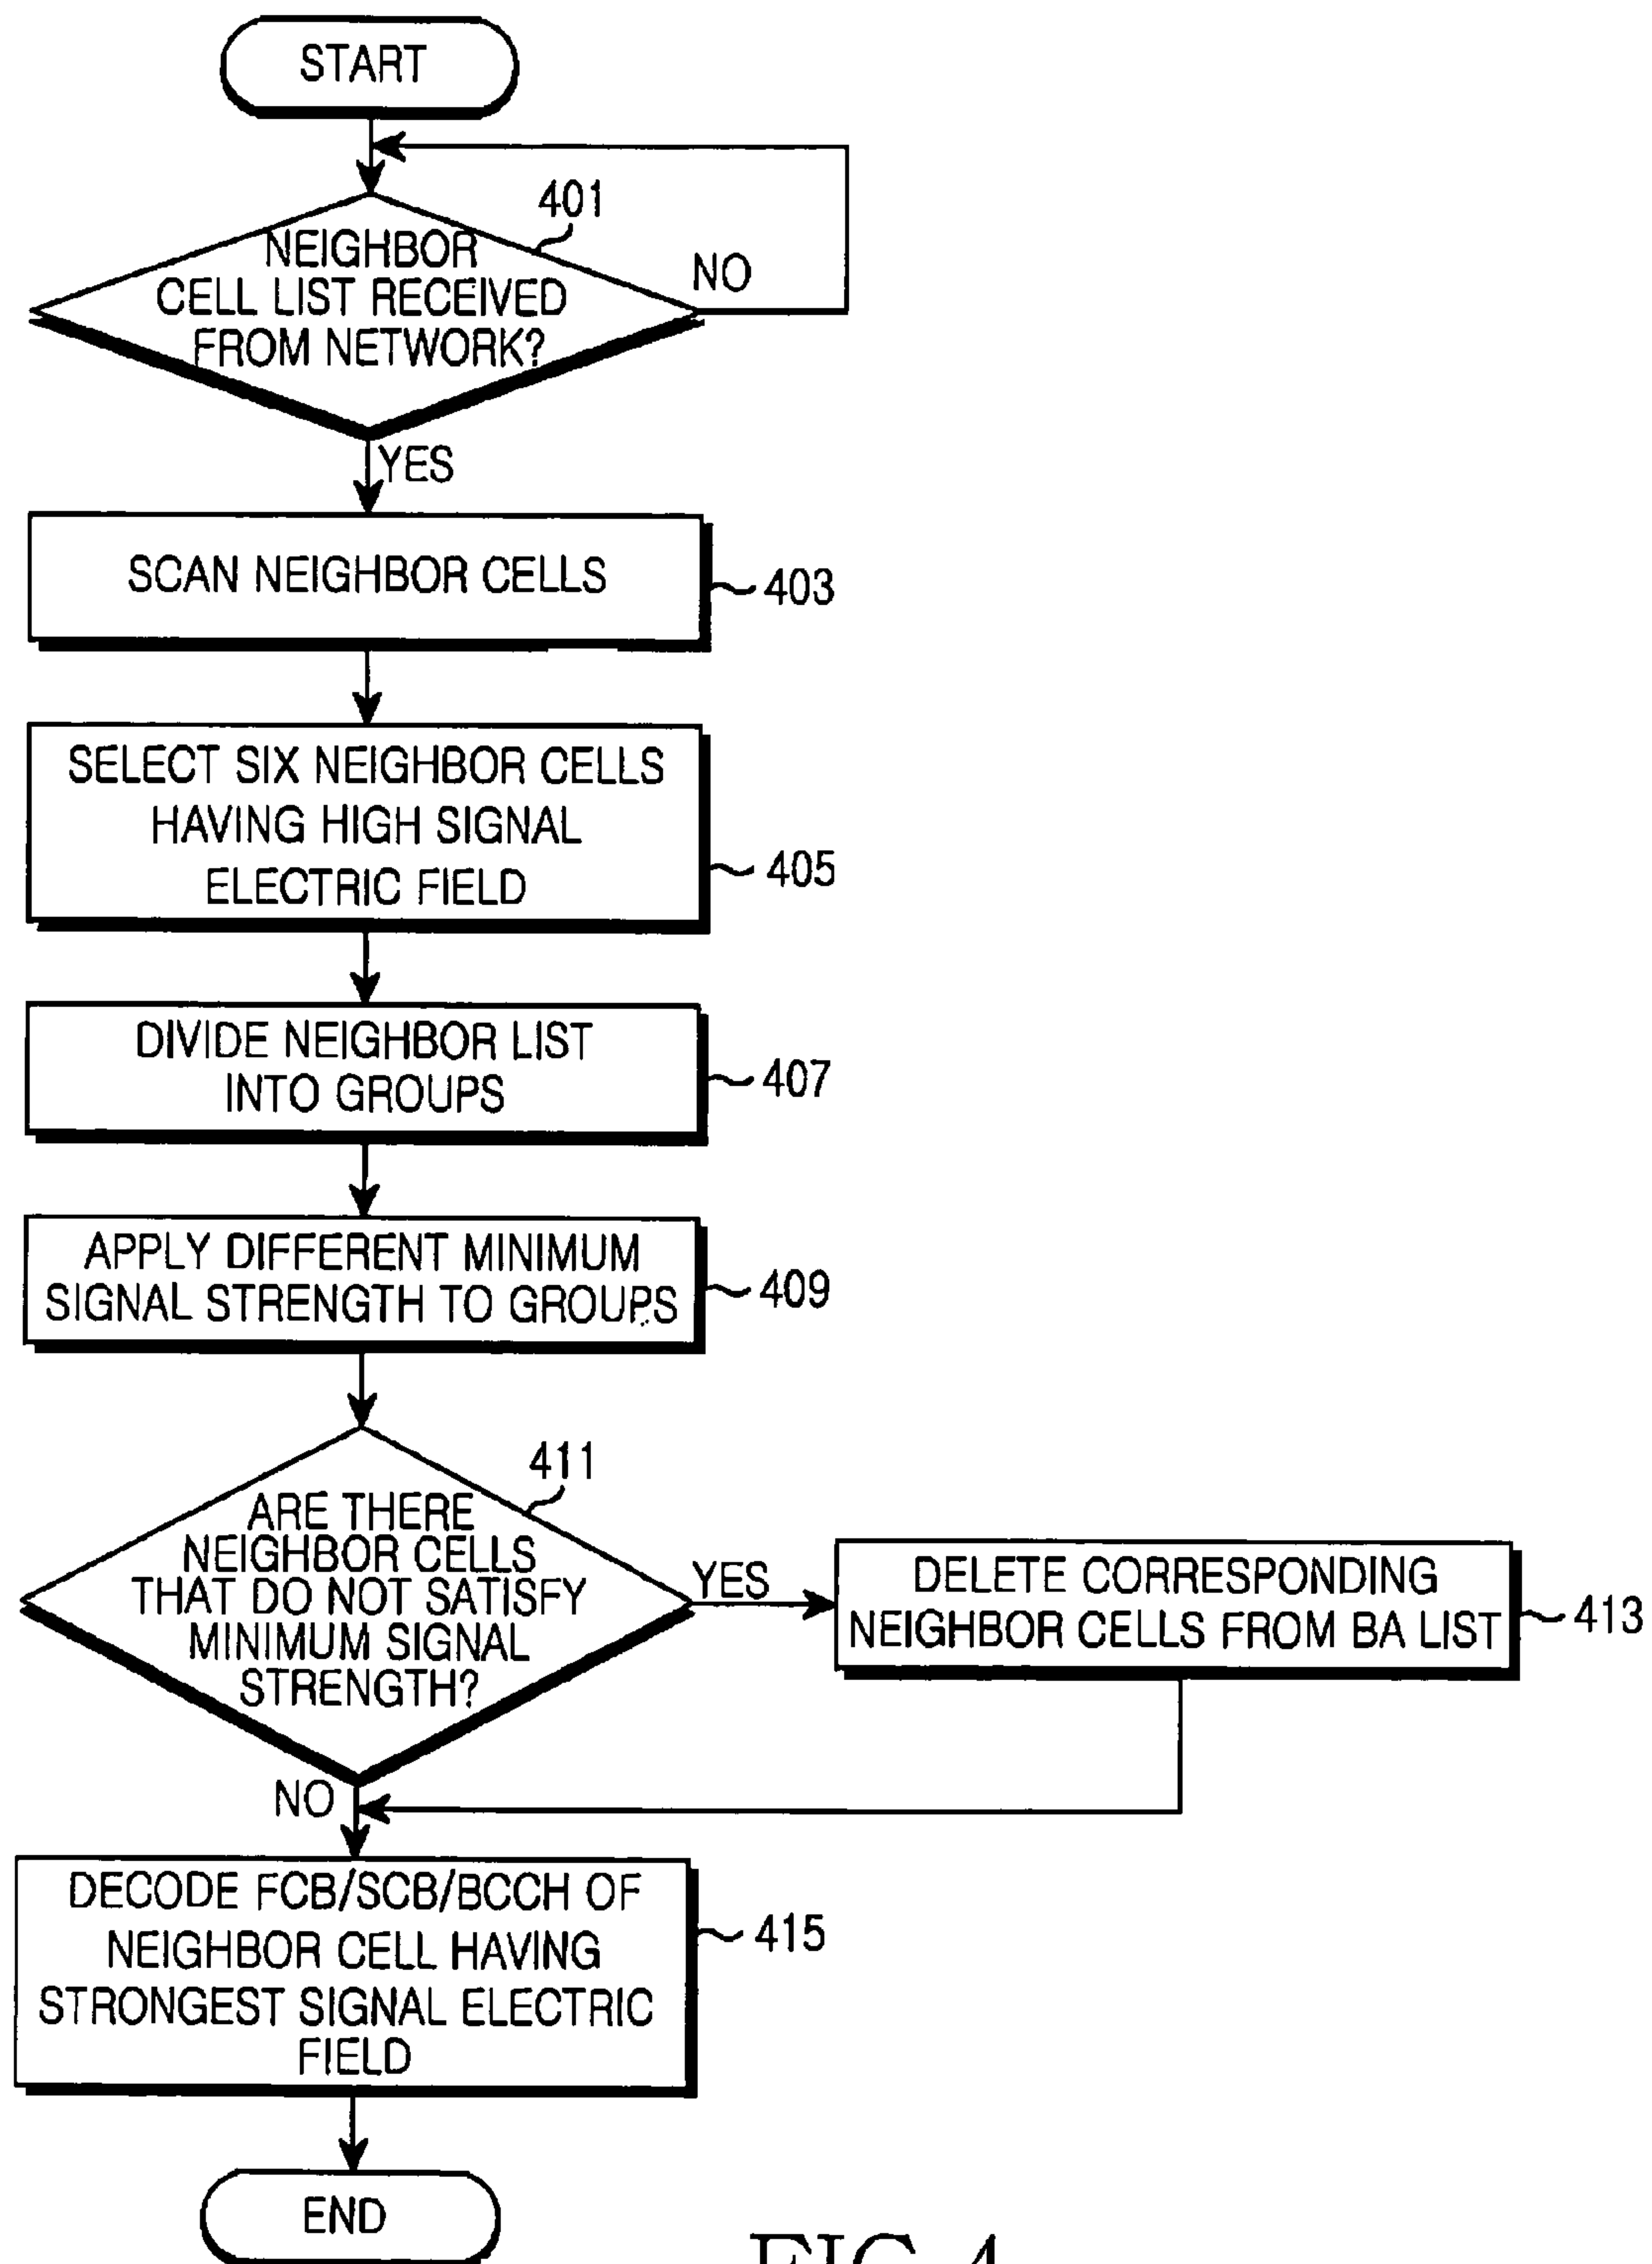 START
401
NEIGHBOR
CELL LIST RECEIVED
FROM NETWORK?
NO
YES
SCAN NEIGHBOR CELLS
403
SELECT SIX NEIGHBOR CELLS
HAVING HIGH SIGNAL
ELECTRIC FIELD
405
DIVIDE NEIGHBOR LIST
INTO GROUPS
407
APPLY DIFFERENT MINIMUM
SIGNAL STRENGTH TO GROUPS
409
411
ARE THERE
NEIGHBOR CELLS
THAT DO NOT SATISFY
MINIMUM SIGNAL
STRENGTH?
YES
DELETE CORRESPONDING
NEIGHBOR CELLS FROM BA LIST
413
NO
DECODE FCB/SCB/BCCH OF
NEIGHBOR CELL HAVING
STRONGEST SIGNAL ELECTRIC
FIELD
415
END
FIG.4